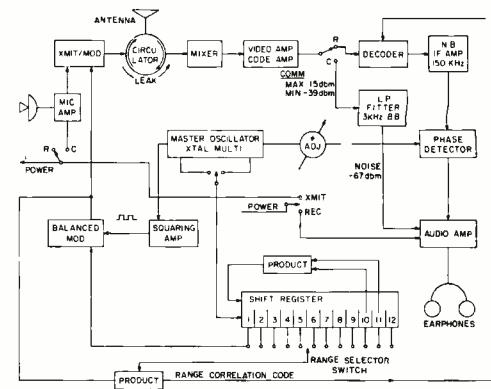 ANTENNA
XMIT/MOD
CIRCU
LATOR
LEAK
MIXER
VIDEO AMP
CODE AMP
R
C
COMM
MAX 15dbm
MIN -39dbm
DECODER
N B
IF AMP
150 KHz
MIC
AMP
L P
FITTER
3KHz BB
R
C
POWER
MASTER OSCILLATOR
XTAL MULTI
φ
ADJ
PHASE
DETECTOR
NOISE
-67dbm
XMIT
POWER
REC
BALANCED
MOD
SQUARING
AMP
AUDIO AMP
PRODUCT
SHIFT REGISTER
1 2 3 4 5 6 7 8 9 10 11 12
EARPHONES
RANGE SELECTOR
SWITCH
PRODUCT
RANGE CORRELATION CODE